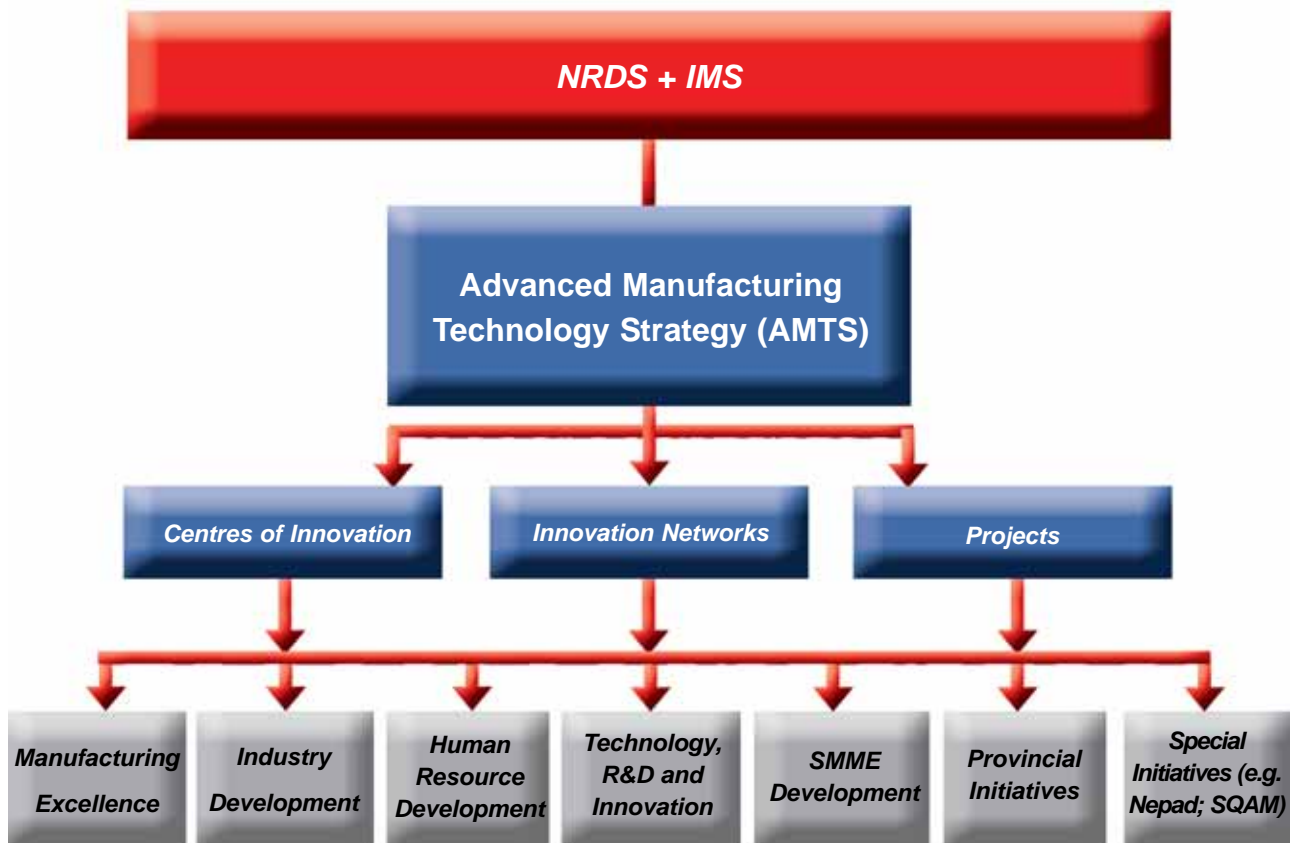 NRDS + IMS
Advanced Manufacturing
Technology Strategy (AMTS)
Centres of Innovation
Innovation Networks
Projects
Manufacturing
Excellence
Industry
Development
Human
Resource
Development
Technology,
R&D and
Innovation
SMME
Development
Provincial
Initiatives
Special
Initiatives (e.g.
Nepad; SQAM)